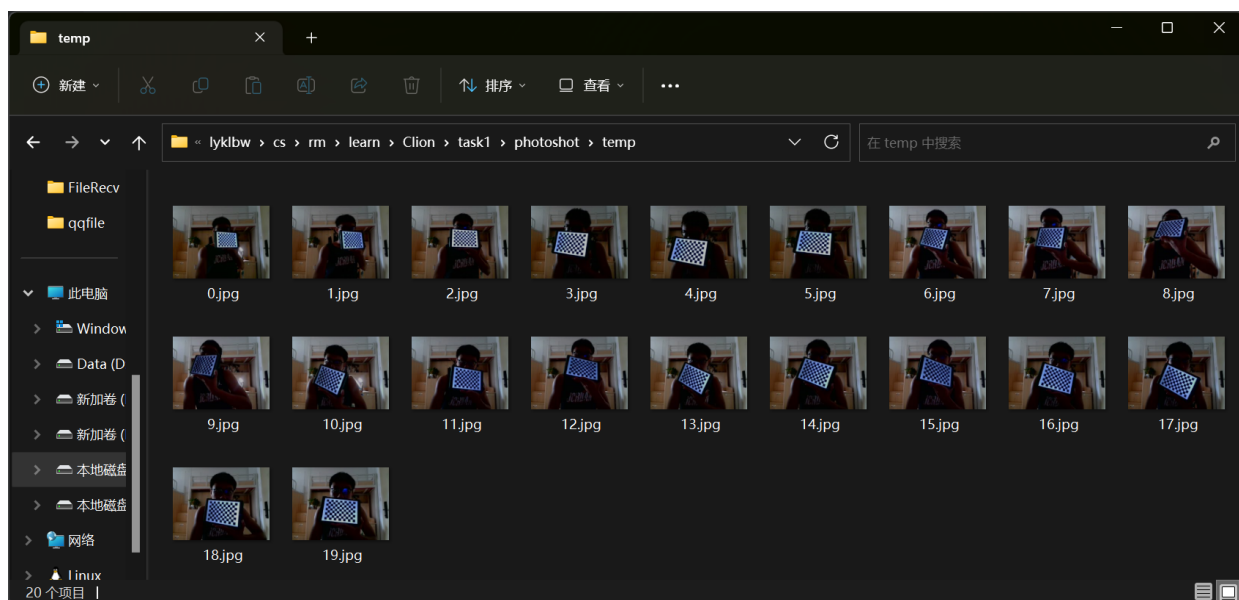 temp
新建
排序
查看
« lyklbw › cs › rm › learn › Clion › task1 › photoshot › temp
在 temp 中搜索
FileRecv
qqfile
此电脑
Window
Data (D
新加卷 (
新加卷 (
本地磁盘
本地磁盘
网络
Linux
0.jpg 1.jpg 2.jpg 3.jpg 4.jpg 5.jpg 6.jpg 7.jpg 8.jpg
9.jpg 10.jpg 11.jpg 12.jpg 13.jpg 14.jpg 15.jpg 16.jpg 17.jpg
18.jpg 19.jpg
20 个项目